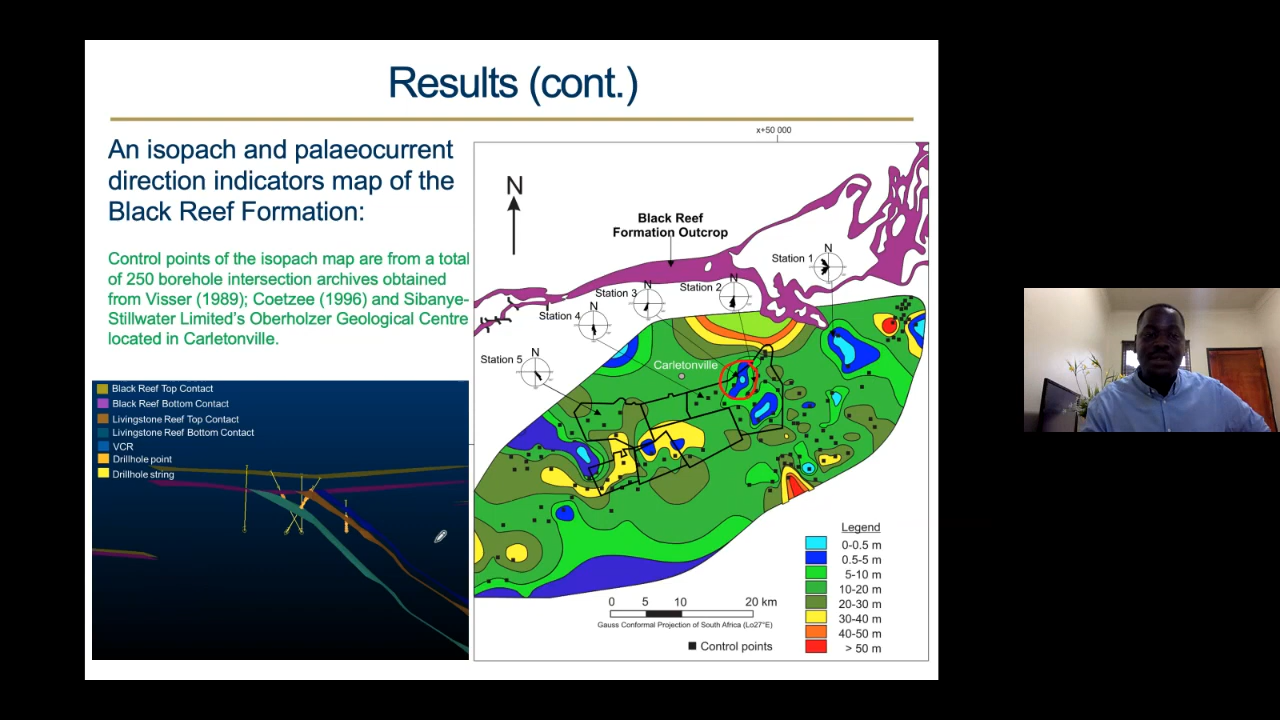 Results (cont.)
An isopach and palaeocurrent
direction indicators map of the
Black Reef Formation:
Control points of the isopach map are from a total
of 250 borehole intersection archives obtained
from Visser (1989); Coetzee (1996) and Sibanye-
Stillwater Limited's Oberholzer Geological Centre
located in Carletonville.
Black Reef Top Contact
Black Reef Bottom Contact
Livingstone Reef Top Contact
Livingstone Reef Bottom Contact
VCR
Drillhole point
Drillhole string
x+50 000
N
Black Reef
Formation Outcrop
Station 1
N
Station 2
N
Station 3
N
Station 4
N
Station 5
N
Carletonville
Legend
0-0.5 m
0.5-5 m
5-10 m
10-20 m
20-30 m
30-40 m
40-50 m
> 50 m
0 5 10 20 km
Gauss Conformal Projection of South Africa (Lo27°E)
Control points